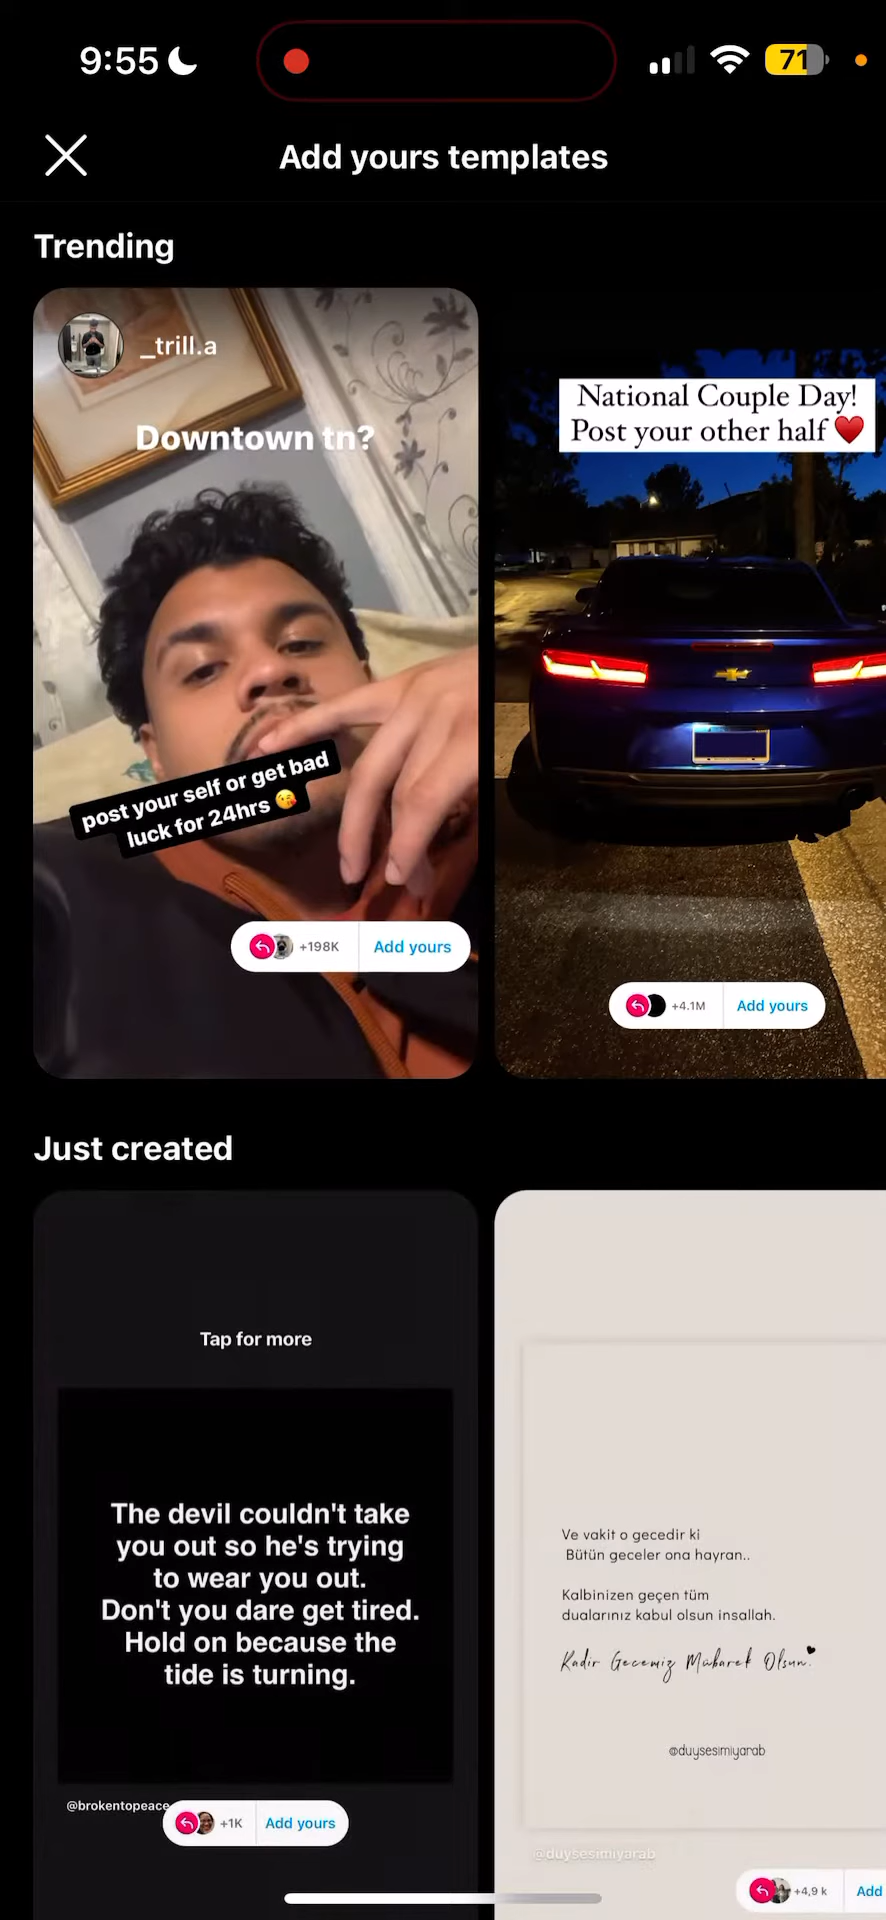 9:55
71
Add yours templates
Trending
_trill.a
Downtown tn?
post your self or get bad
luck for 24hrs 😘
+198K
Add yours
National Couple Day!
Post your other half ♥️
+4.1M
Add yours
Just created
Tap for more
The devil couldn't take
you out so he's trying
to wear you out.
Don't you dare get tired.
Hold on because the
tide is turning.
@brokentopeace
+1K
Add yours
Ve vakit o gecedir ki
Bütün geceler ona hayran..
Kalbinizen geçen tüm
dualarınız kabul olsun insallah.
Kadir Gecemiz Mübarek Olsun.
@duysesimiyarab
@duysesimiyarab
+4,9 k
Add